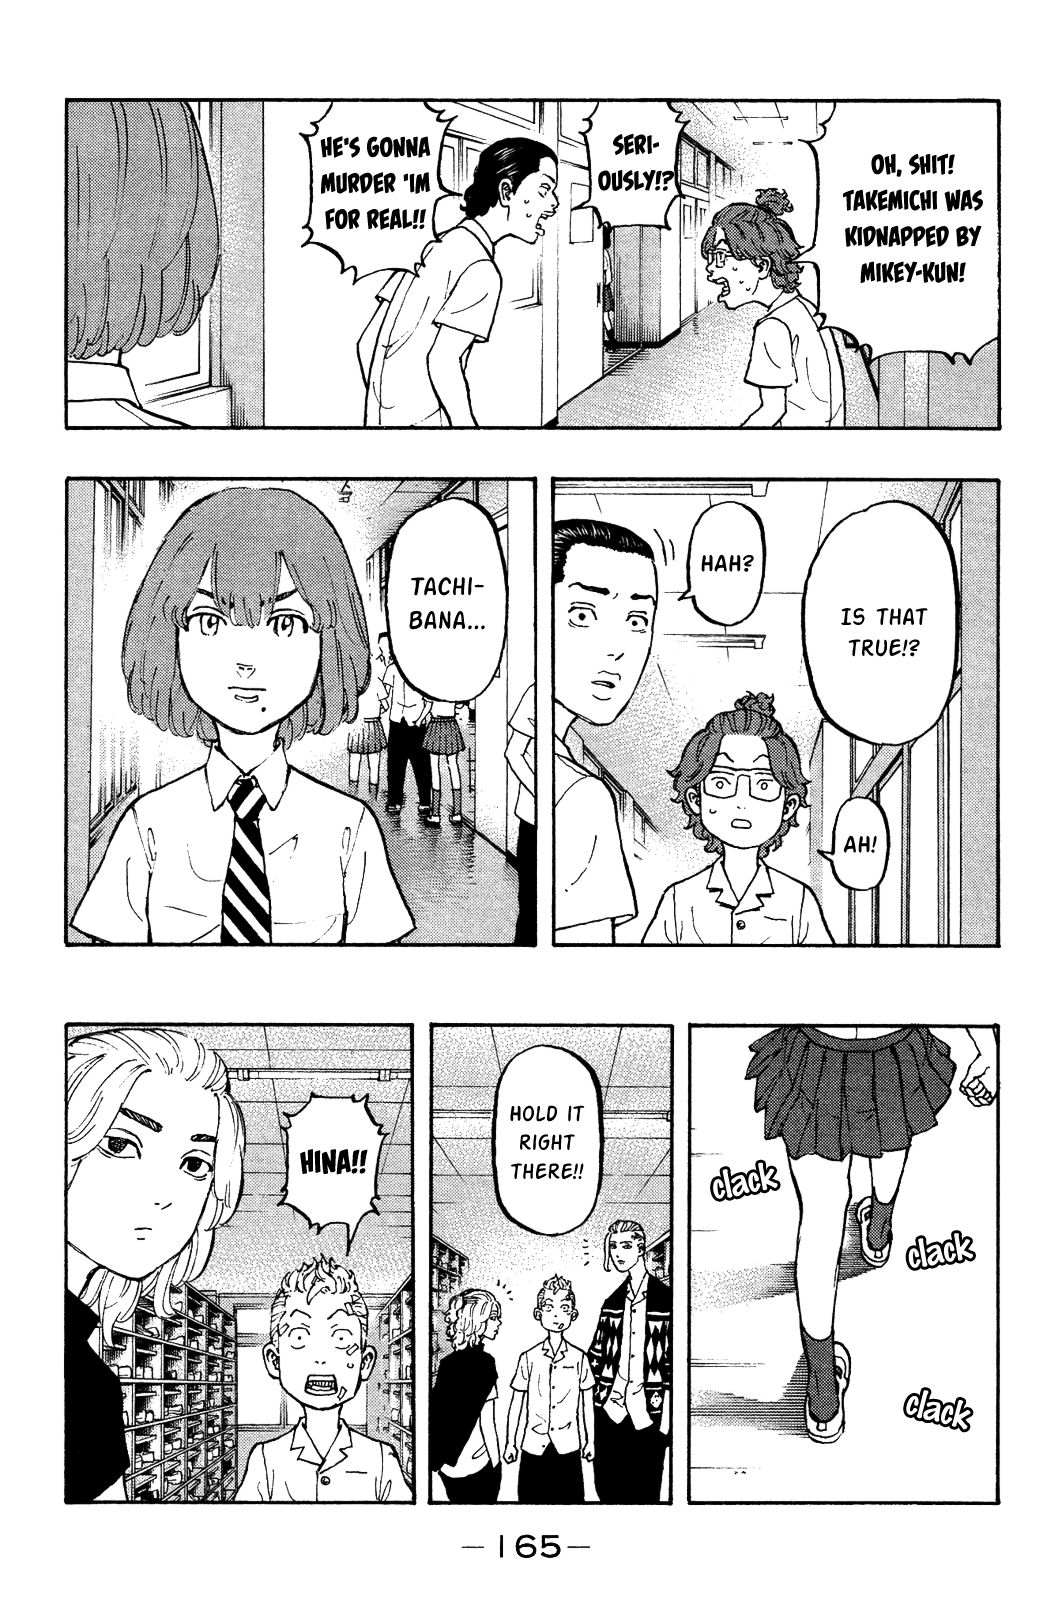 OH, SHIT!
TAKEMICHI WAS
KIDNAPPED BY
MIKEY-KUN!
SERI-
OUSLY!?
HE'S GONNA
MURDER 'IM
FOR REAL!!
IS THAT
TRUE!?
HAH?
AH!
TACHI-
BANA...
clack
clack
clack
HOLD IT
RIGHT
THERE!!
HINA!!
—165—